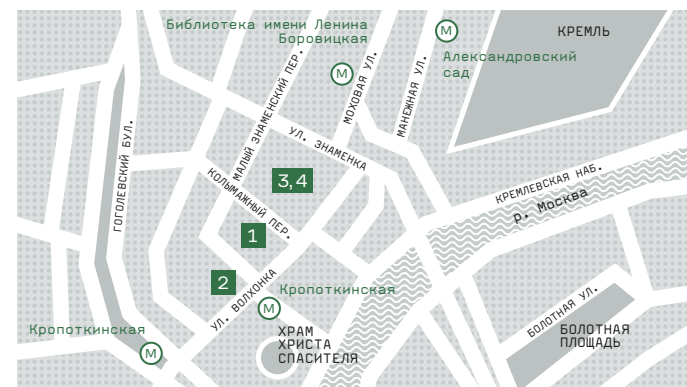 Библиотека имени Ленина
Боровицкая
М
М
Александровский
сад
КРЕМЛЬ
МАЛЫЙ ЗНАМЕНСКИЙ ПЕР.
МОХОВАЯ УЛ.
МАНЕЖНАЯ УЛ.
ГОГОЛЕВСКИЙ БУЛ.
УЛ. ЗНАМЕНКА
КОЛЫМАЖНЫЙ ПЕР.
3,4
КРЕМЛЕВСКАЯ НАБ.
р. Москва
1
2
УЛ. ВОЛХОНКА
Кропоткинская
М
Кропоткинская
М
ХРАМ
ХРИСТА
СПАСИТЕЛЯ
БОЛОТНАЯ УЛ.
БОЛОТНАЯ
ПЛОЩАДЬ